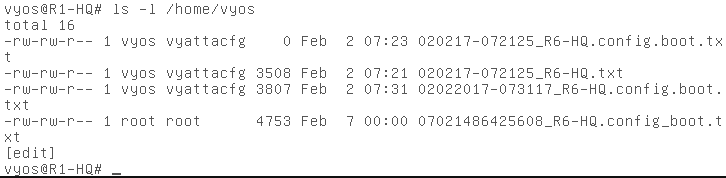 vyos@R1-HQ# ls -l /home/vyos
total 16
-rw-rw-r-- 1 vyos vyattacfg    0 Feb  2 07:23 020217-072125_R6-HQ.config.boot.tx
t
-rw-rw-r-- 1 vyos vyattacfg 3508 Feb  2 07:21 020217-072125_R6-HQ.txt
-rw-rw-r-- 1 vyos vyattacfg 3807 Feb  2 07:31 02022017-073117_R6-HQ.config.boot.
txt
-rw-rw-r-- 1 root root      4753 Feb  7 00:00 07021486425608_R6-HQ.config_boot.t
xt
[edit]
vyos@R1-HQ# _